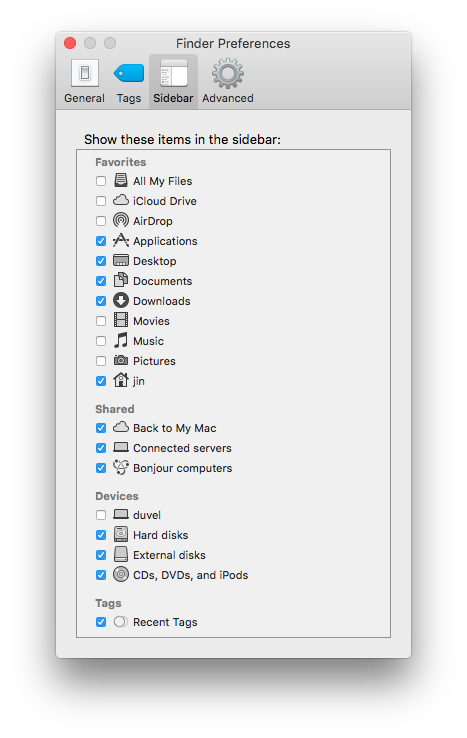 Finder Preferences
General Tags Sidebar Advanced
Show these items in the sidebar:
Favorites
All My Files
iCloud Drive
AirDrop
Applications
Desktop
Documents
Downloads
Movies
Music
Pictures
jin
Shared
Back to My Mac
Connected servers
Bonjour computers
Devices
duvel
Hard disks
External disks
CDs, DVDs, and iPods
Tags
Recent Tags